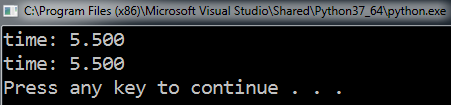 C:\Program Files (x86)\Microsoft Visual Studio\Shared\Python37_64\python.exe
time: 5.500
time: 5.500
Press any key to continue . . .